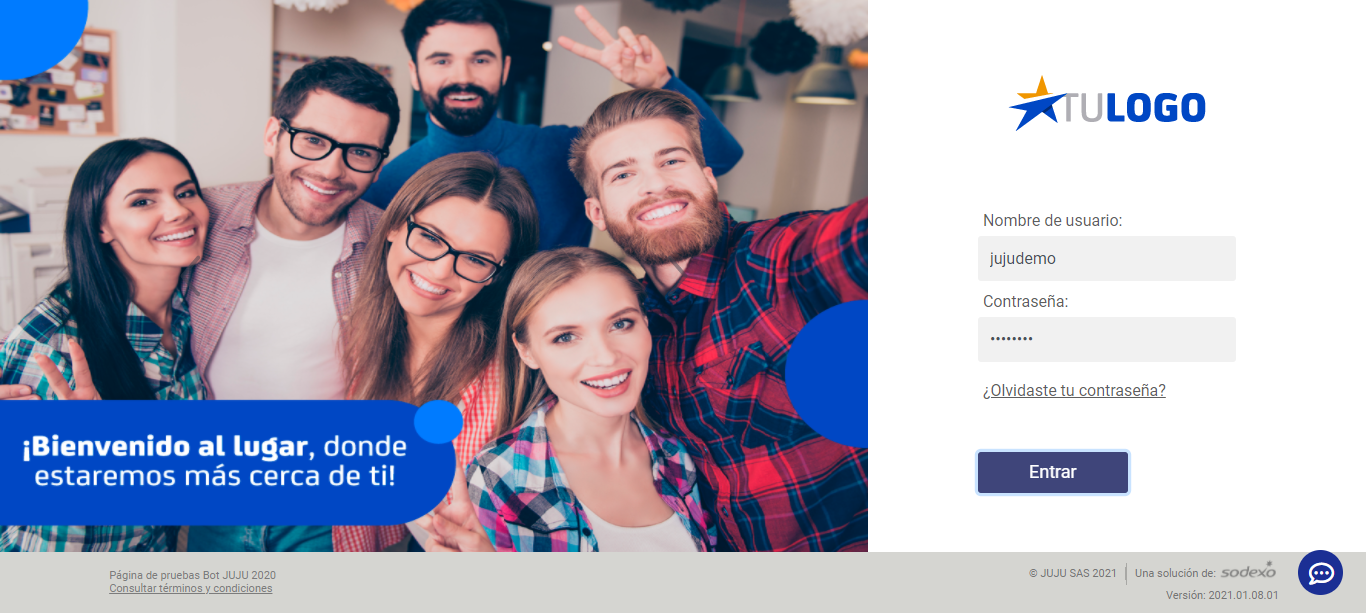 TULOGO
Nombre de usuario:
jujudemo
Contraseña:
••••••••
¿Olvidaste tu contraseña?
Entrar
¡Bienvenido al lugar, donde
estaremos más cerca de ti!
Página de pruebas Bot JUJU 2020
Consultar términos y condiciones
© JUJU SAS 2021 | Una solución de: sodexo
Versión: 2021.01.08.01